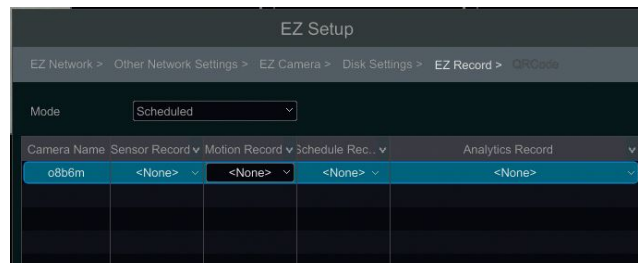 EZ Setup
EZ Network > Other Network Settings > EZ Camera > Disk Settings > EZ Record > QRCode
Mode Scheduled
Camera Name Sensor Record Motion Record Schedule Rec.. Analytics Record
o8b6m <None> <None> <None> <None>